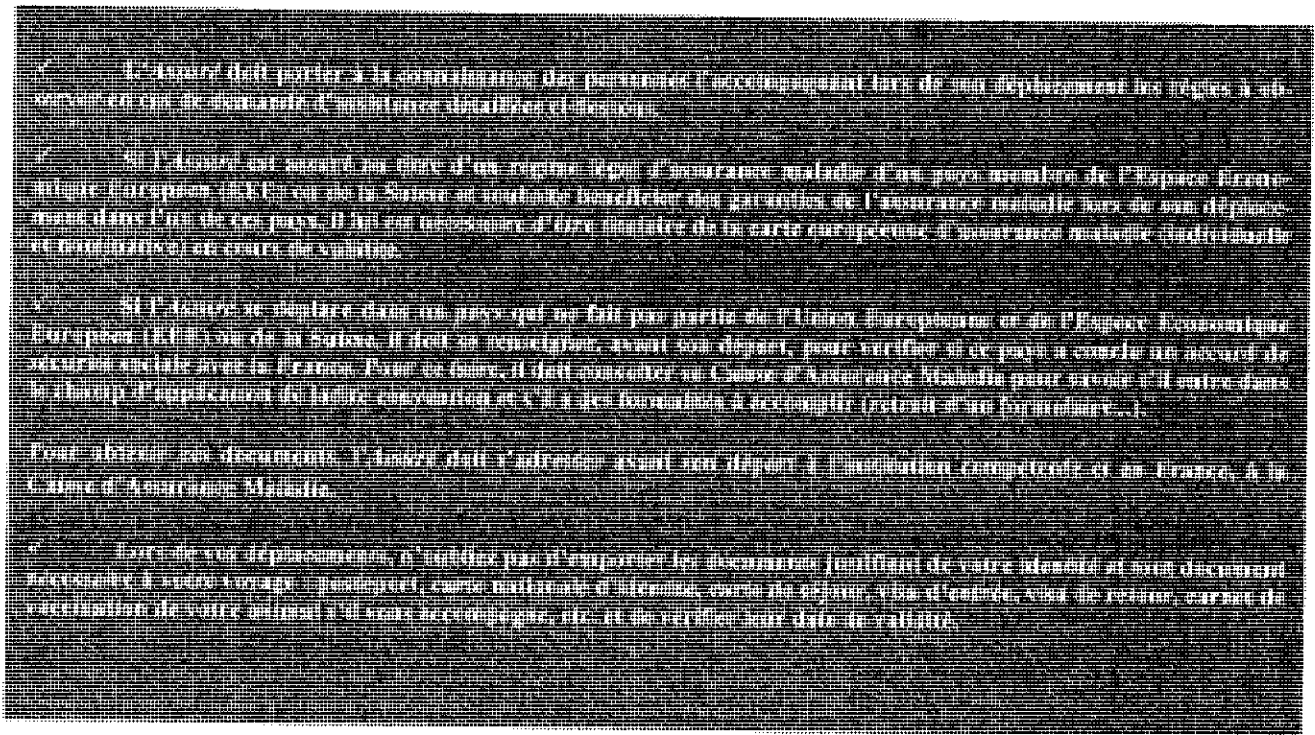 ✓ L'Assuré doit porter à la connaissance des personnes l'accompagnant lors de son déplacement les règles à ob-
server en cas de demande d'assistance détaillées ci-dessous.
✓ Si l'Assuré est assuré au titre d'un régime légal d'assurance maladie d'un pays membre de l'Espace Econo-
mique Européen (EEE) ou de la Suisse et souhaite bénéficier des garanties de l'assurance maladie lors de son déplace-
ment dans l'un de ces pays, il lui est nécessaire d'être titulaire de la carte européenne d'assurance maladie (individuelle
et nominative) en cours de validité.
✓ Si l'Assuré se déplace dans un pays qui ne fait pas partie de l'Union Européenne et de l'Espace Economique
Européen (EEE) ou de la Suisse, il doit se renseigner, avant son départ, pour vérifier si ce pays a conclu un accord de
sécurité sociale avec la France. Pour ce faire, il doit consulter sa Caisse d'Assurance Maladie pour savoir s'il entre dans
le champ d'application de ladite convention et s'il a des formalités à accomplir (retrait d'un formulaire...).
Pour obtenir ces documents, l'Assuré doit s'adresser avant son départ à l'institution compétente et en France, à la
Caisse d'Assurance Maladie.
✓ Lors de vos déplacements, n'oubliez pas d'emporter les documents justifiant de votre identité et tout document
nécessaire à votre voyage : passeport, carte nationale d'identité, carte de séjour, visa d'entrée, visa de retour, carnet de
vaccination de votre animal s'il vous accompagne, etc. et de vérifier leur date de validité.